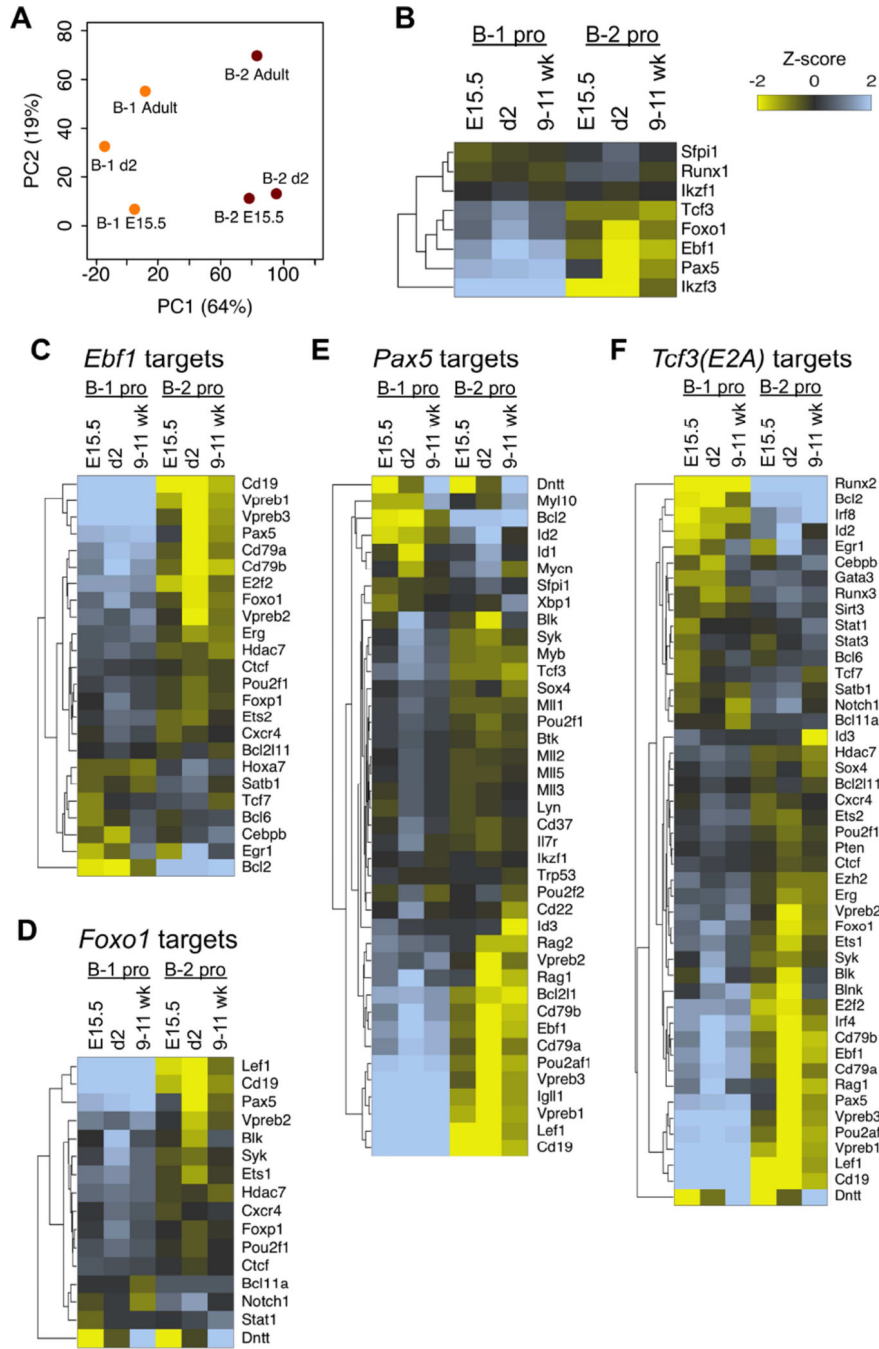 A
PC2 (19%)
80
60
40
20
0
B-2 Adult
B-1 Adult
B-1 d2
B-2 d2
B-1 E15.5
B-2 E15.5
-20 20 60 100
PC1 (64%)
B
B-1 pro B-2 pro
E15.5 d2 9-11 wk E15.5 d2 9-11 wk
Sfpi1
Runx1
Ikzf1
Tcf3
Foxo1
Ebf1
Pax5
Ikzf3
Z-score
-2 0 2
C
Ebf1 targets
B-1 pro B-2 pro
E15.5 d2 9-11 wk E15.5 d2 9-11 wk
Cd19
Vpreb1
Vpreb3
Pax5
Cd79a
Cd79b
E2f2
Foxo1
Vpreb2
Erg
Hdac7
Ctcf
Pou2f1
Foxp1
Ets2
Cxcr4
Bcl2l11
Hoxa7
Satb1
Tcf7
Bcl6
Cebpb
Egr1
Bcl2
D
Foxo1 targets
B-1 pro B-2 pro
E15.5 d2 9-11 wk E15.5 d2 9-11 wk
Lef1
Cd19
Pax5
Vpreb2
Blk
Syk
Ets1
Hdac7
Cxcr4
Foxp1
Pou2f1
Ctcf
Bcl11a
Notch1
Stat1
Dntt
E
Pax5 targets
B-1 pro B-2 pro
E15.5 d2 9-11 wk E15.5 d2 9-11 wk
Dntt
Myl10
Bcl2
Id2
Id1
Mycn
Sfpi1
Xbp1
Blk
Syk
Myb
Tcf3
Sox4
Mll1
Pou2f1
Btk
Mll2
Mll5
Mll3
Lyn
Cd37
Il7r
Ikzf1
Trp53
Pou2f2
Cd22
Id3
Rag2
Vpreb2
Rag1
Bcl2l1
Cd79b
Ebf1
Cd79a
Pou2af1
Vpreb3
Igll1
Vpreb1
Lef1
Cd19
F
Tcf3(E2A) targets
B-1 pro B-2 pro
E15.5 d2 9-11 wk E15.5 d2 9-11 wk
Runx2
Bcl2
Irf8
Id2
Egr1
Cebpb
Gata3
Runx3
Sirt3
Stat1
Stat3
Bcl6
Tcf7
Satb1
Notch1
Bcl11a
Id3
Hdac7
Sox4
Bcl2l11
Cxcr4
Ets2
Pou2f1
Pten
Ctcf
Ezh2
Erg
Vpreb2
Foxo1
Ets1
Syk
Blk
Blnk
E2f2
Irf4
Cd79b
Ebf1
Cd79a
Rag1
Pax5
Vpreb3
Pou2af
Vpreb1
Lef1
Cd19
Dntt